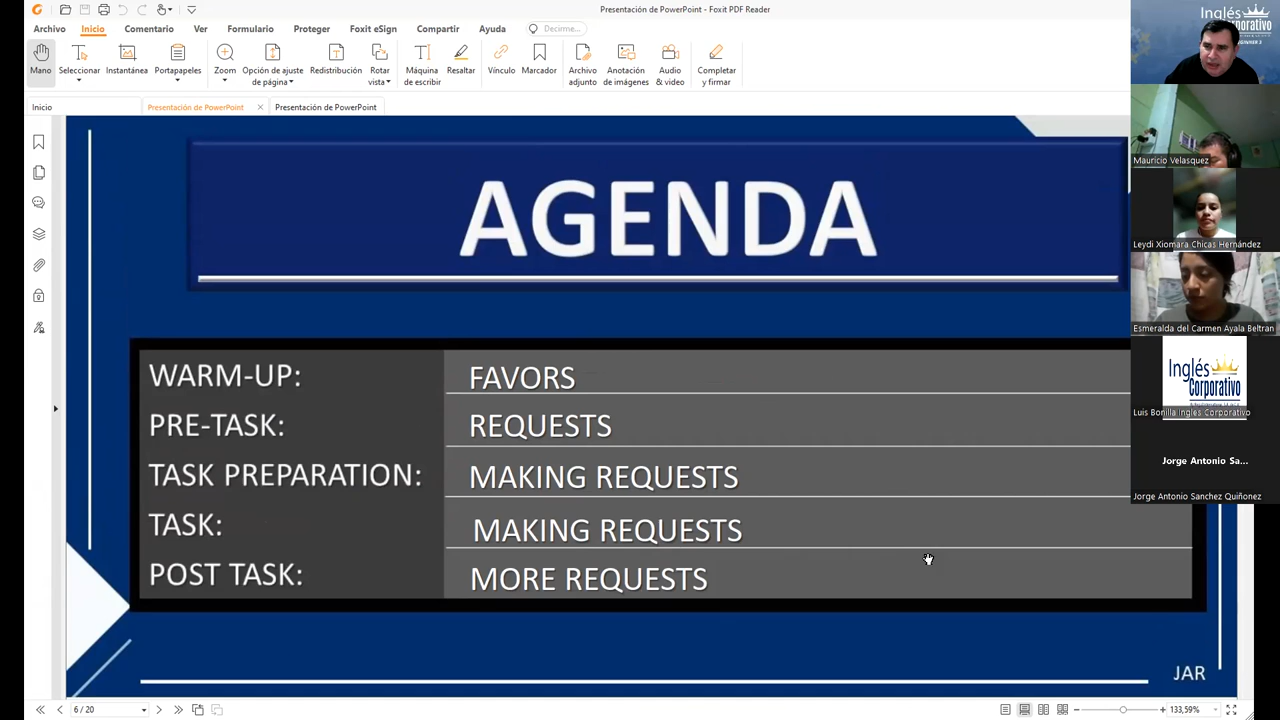 Presentación de PowerPoint - Foxit PDF Reader
Archivo Inicio Comentario Ver Formulario Proteger Foxit eSign Compartir Ayuda Decirme...
Mano
Seleccionar
Instantánea
Portapapeles
Zoom
Opción de ajuste de página
Redistribución
Rotar vista
Máquina de escribir
Resaltar
Vínculo
Marcador
Archivo adjunto
Anotación de imágenes
Audio & video
Completar y firmar
Inicio
Presentación de PowerPoint
Presentación de PowerPoint
AGENDA
WARM-UP: FAVORS
PRE-TASK: REQUESTS
TASK PREPARATION: MAKING REQUESTS
TASK: MAKING REQUESTS
POST TASK: MORE REQUESTS
JAR
Inglés
Corporativo
Mauricio Velasquez
Leydi Xiomara Chicas Hernández
Esmeralda del Carmen Ayala Beltran
Inglés
Corporativo
Luis Bonilla Inglés Corporativo
Jorge Antonio Sa...
Jorge Antonio Sanchez Quiñonez
6 / 20
133,59%